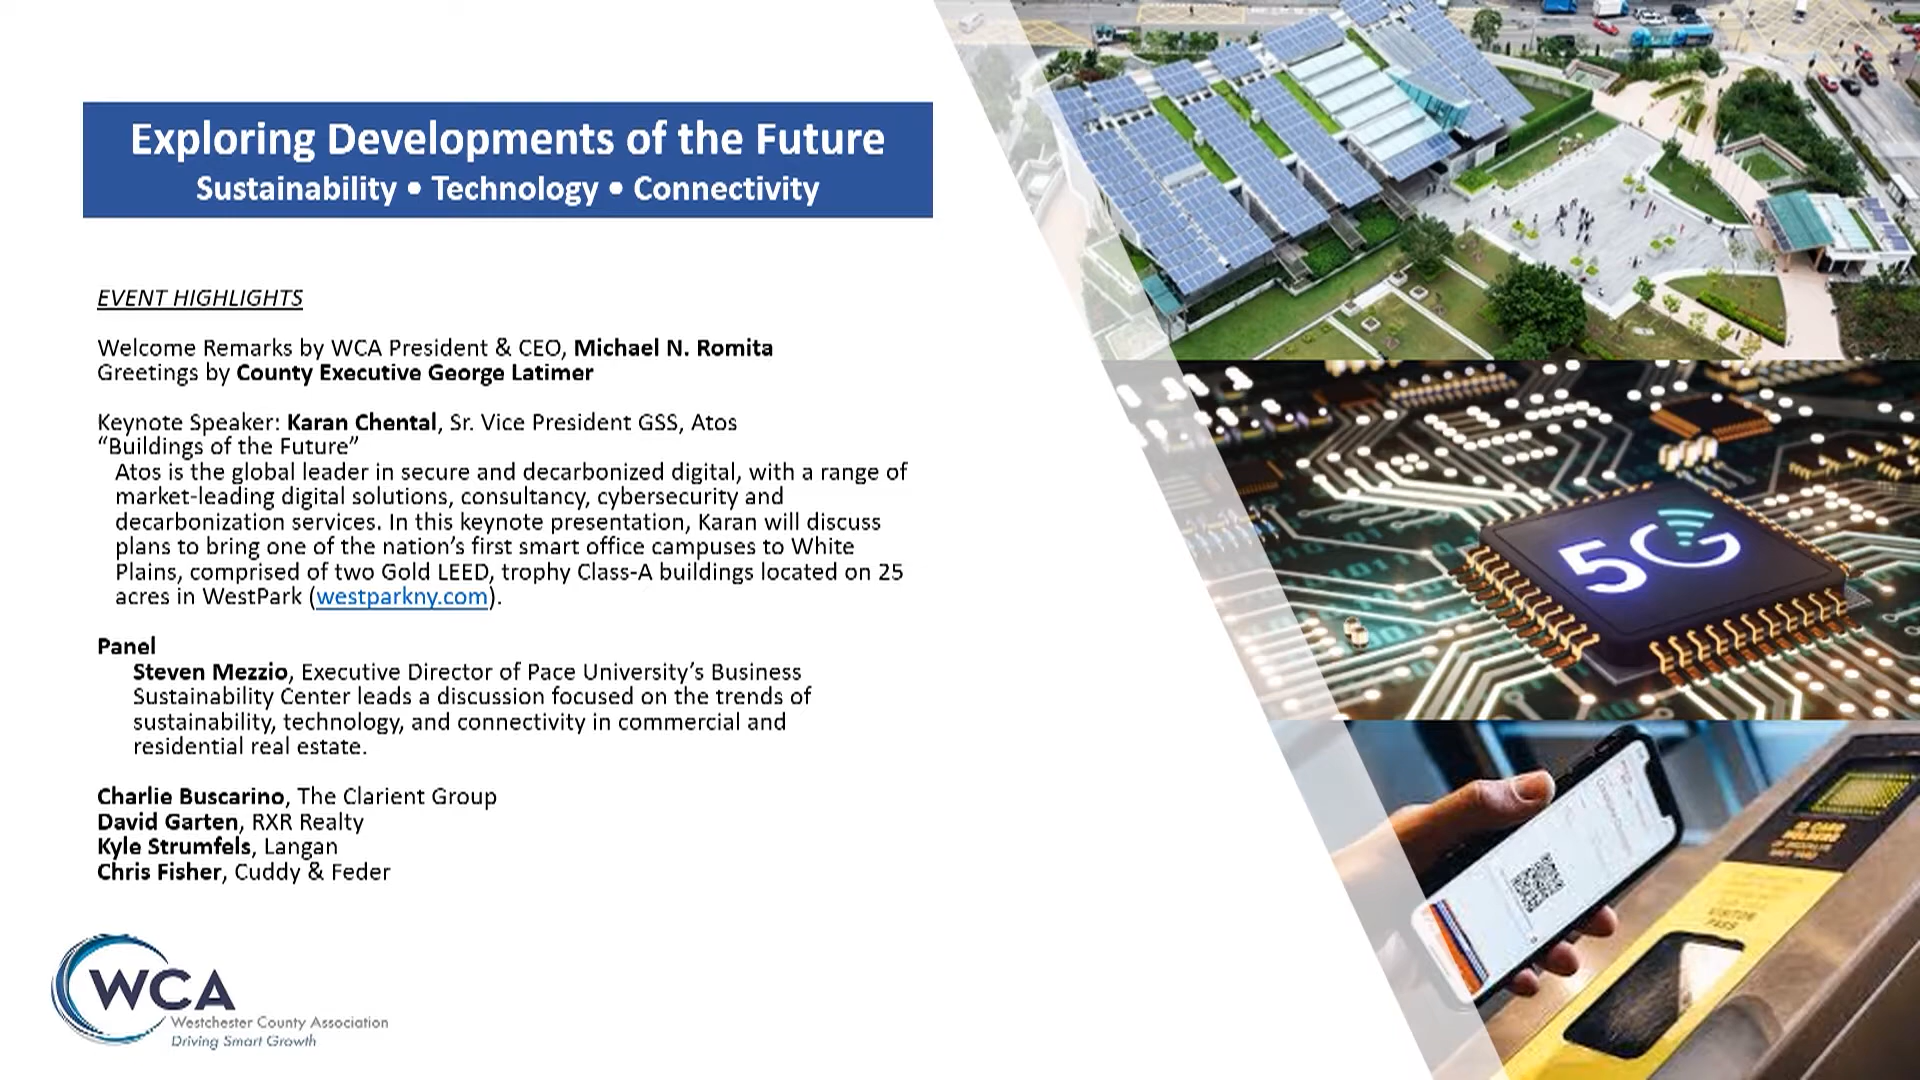 Exploring Developments of the Future
Sustainability • Technology • Connectivity
EVENT HIGHLIGHTS
Welcome Remarks by WCA President & CEO, Michael N. Romita
Greetings by County Executive George Latimer
Keynote Speaker: Karan Chental, Sr. Vice President GSS, Atos
“Buildings of the Future”
Atos is the global leader in secure and decarbonized digital, with a range of
market-leading digital solutions, consultancy, cybersecurity and
decarbonization services. In this keynote presentation, Karan will discuss
plans to bring one of the nation’s first smart office campuses to White
Plains, comprised of two Gold LEED, trophy Class-A buildings located on 25
acres in WestPark (westparkny.com).
Panel
Steven Mezzio, Executive Director of Pace University’s Business
Sustainability Center leads a discussion focused on the trends of
sustainability, technology, and connectivity in commercial and
residential real estate.
Charlie Buscarino, The Clarient Group
David Garten, RXR Realty
Kyle Strumfels, Langan
Chris Fisher, Cuddy & Feder
WCA
Westchester County Association
Driving Smart Growth
5G
VISITOR
PASS